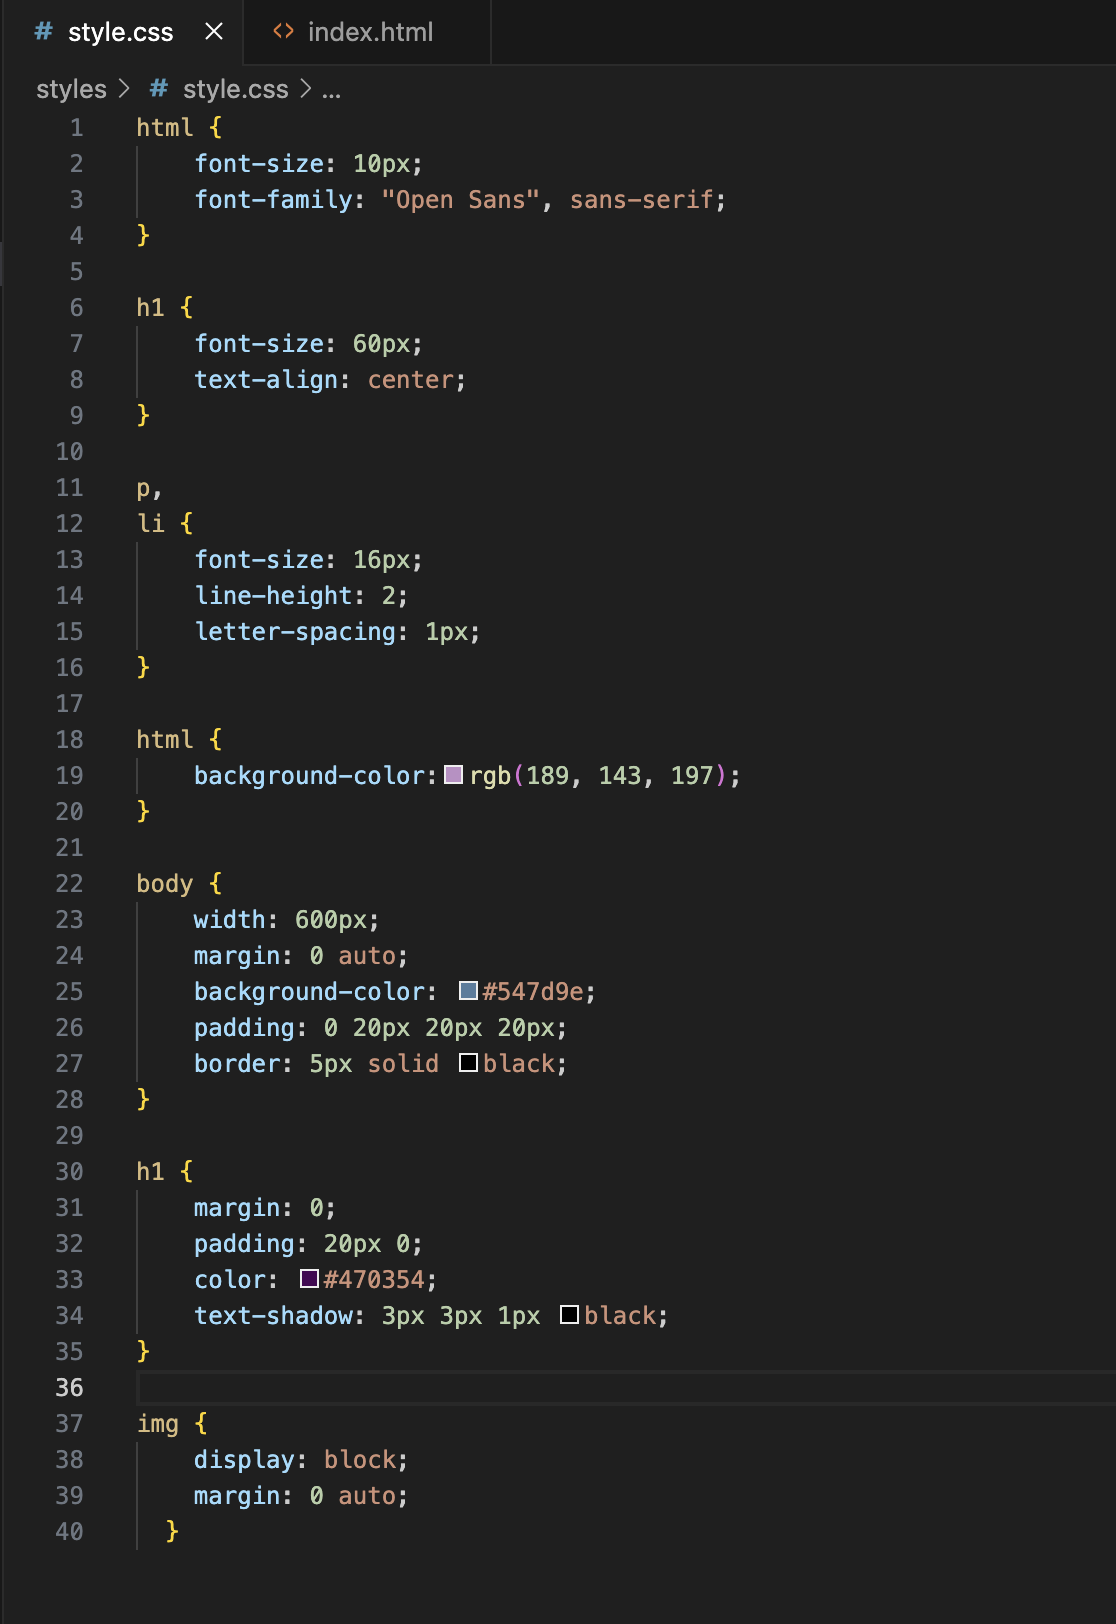 # style.css × <> index.html
styles > # style.css > ...
1 html {
2     font-size: 10px;
3     font-family: "Open Sans", sans-serif;
4 }
5
6 h1 {
7     font-size: 60px;
8     text-align: center;
9 }
10
11 p,
12 li {
13     font-size: 16px;
14     line-height: 2;
15     letter-spacing: 1px;
16 }
17
18 html {
19     background-color: rgb(189, 143, 197);
20 }
21
22 body {
23     width: 600px;
24     margin: 0 auto;
25     background-color: #547d9e;
26     padding: 0 20px 20px 20px;
27     border: 5px solid black;
28 }
29
30 h1 {
31     margin: 0;
32     padding: 20px 0;
33     color: #470354;
34     text-shadow: 3px 3px 1px black;
35 }
36
37 img {
38     display: block;
39     margin: 0 auto;
40   }